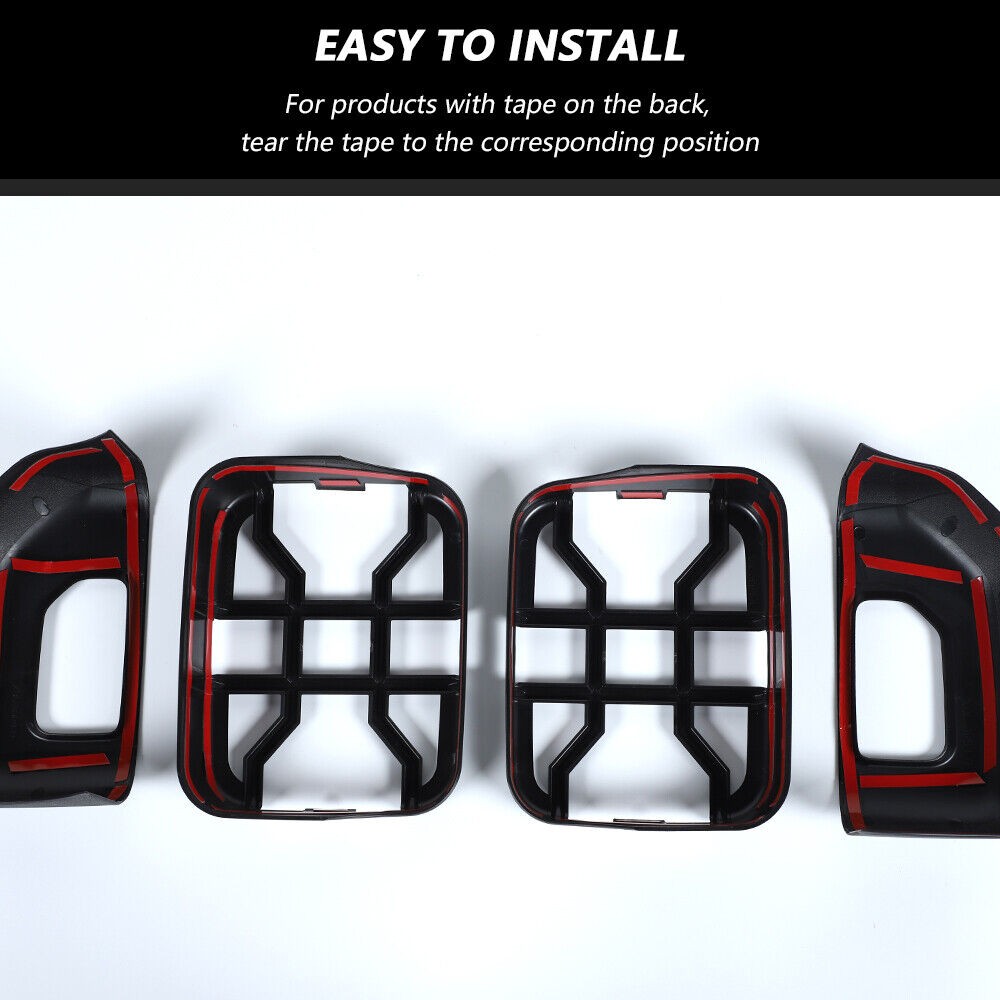 EASY TO INSTALL
For products with tape on the back,
tear the tape to the corresponding position